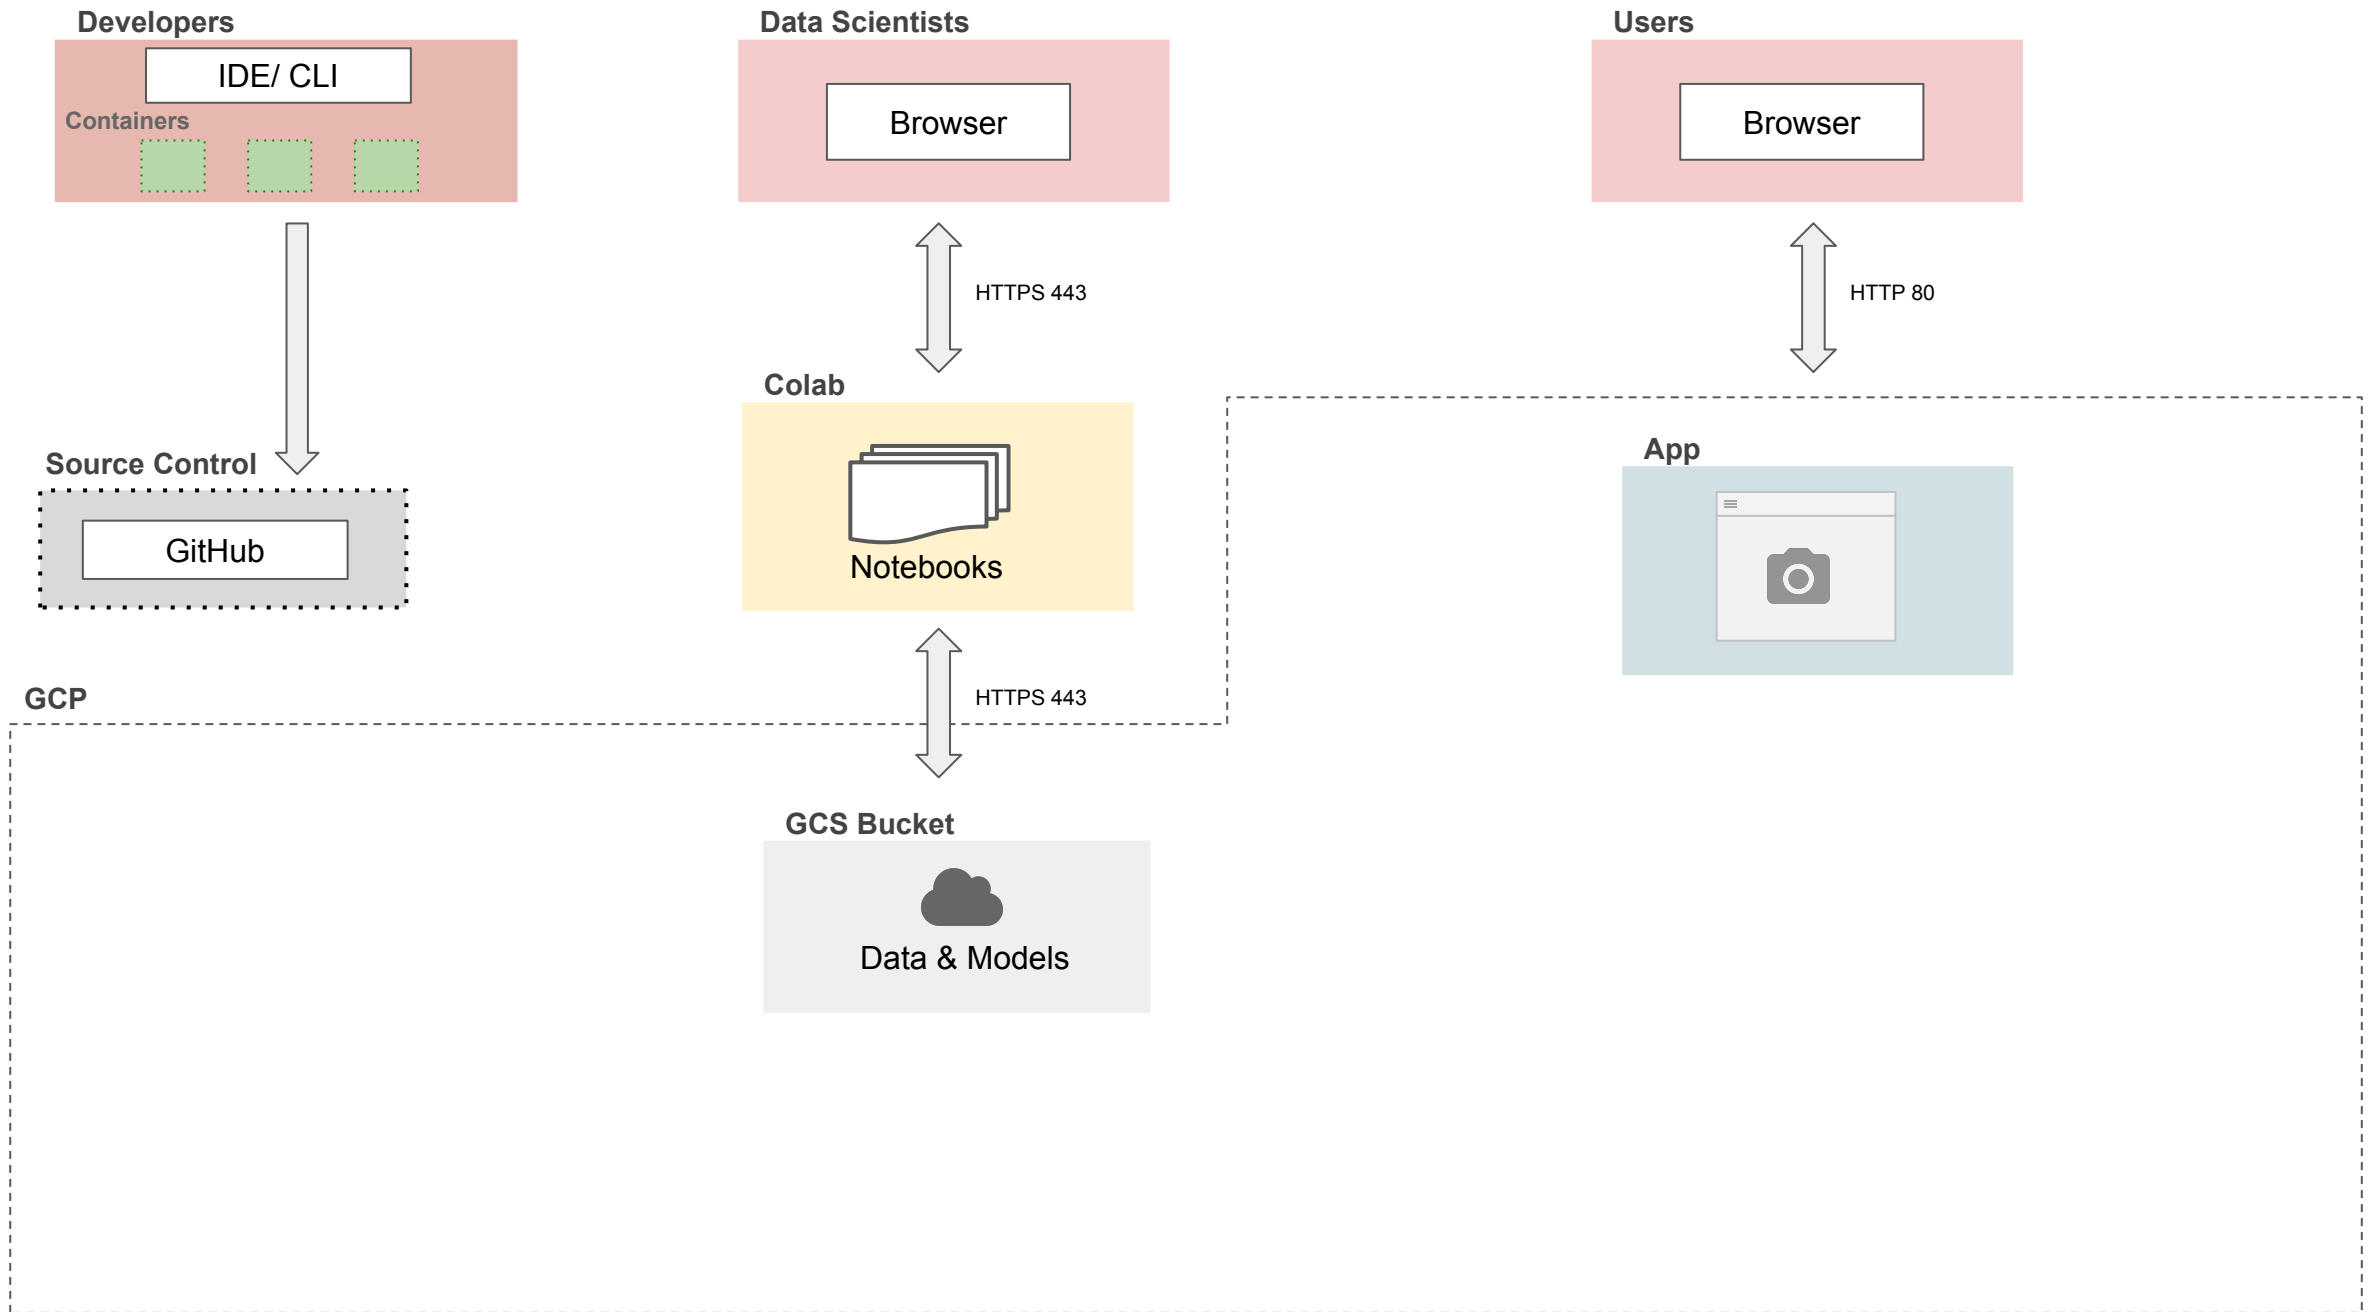 Developers
IDE/ CLI
Containers
Data Scientists
Browser
Users
Browser
HTTPS 443
HTTP 80
Source Control
GitHub
Colab
Notebooks
App
GCP
HTTPS 443
GCS Bucket
Data & Models